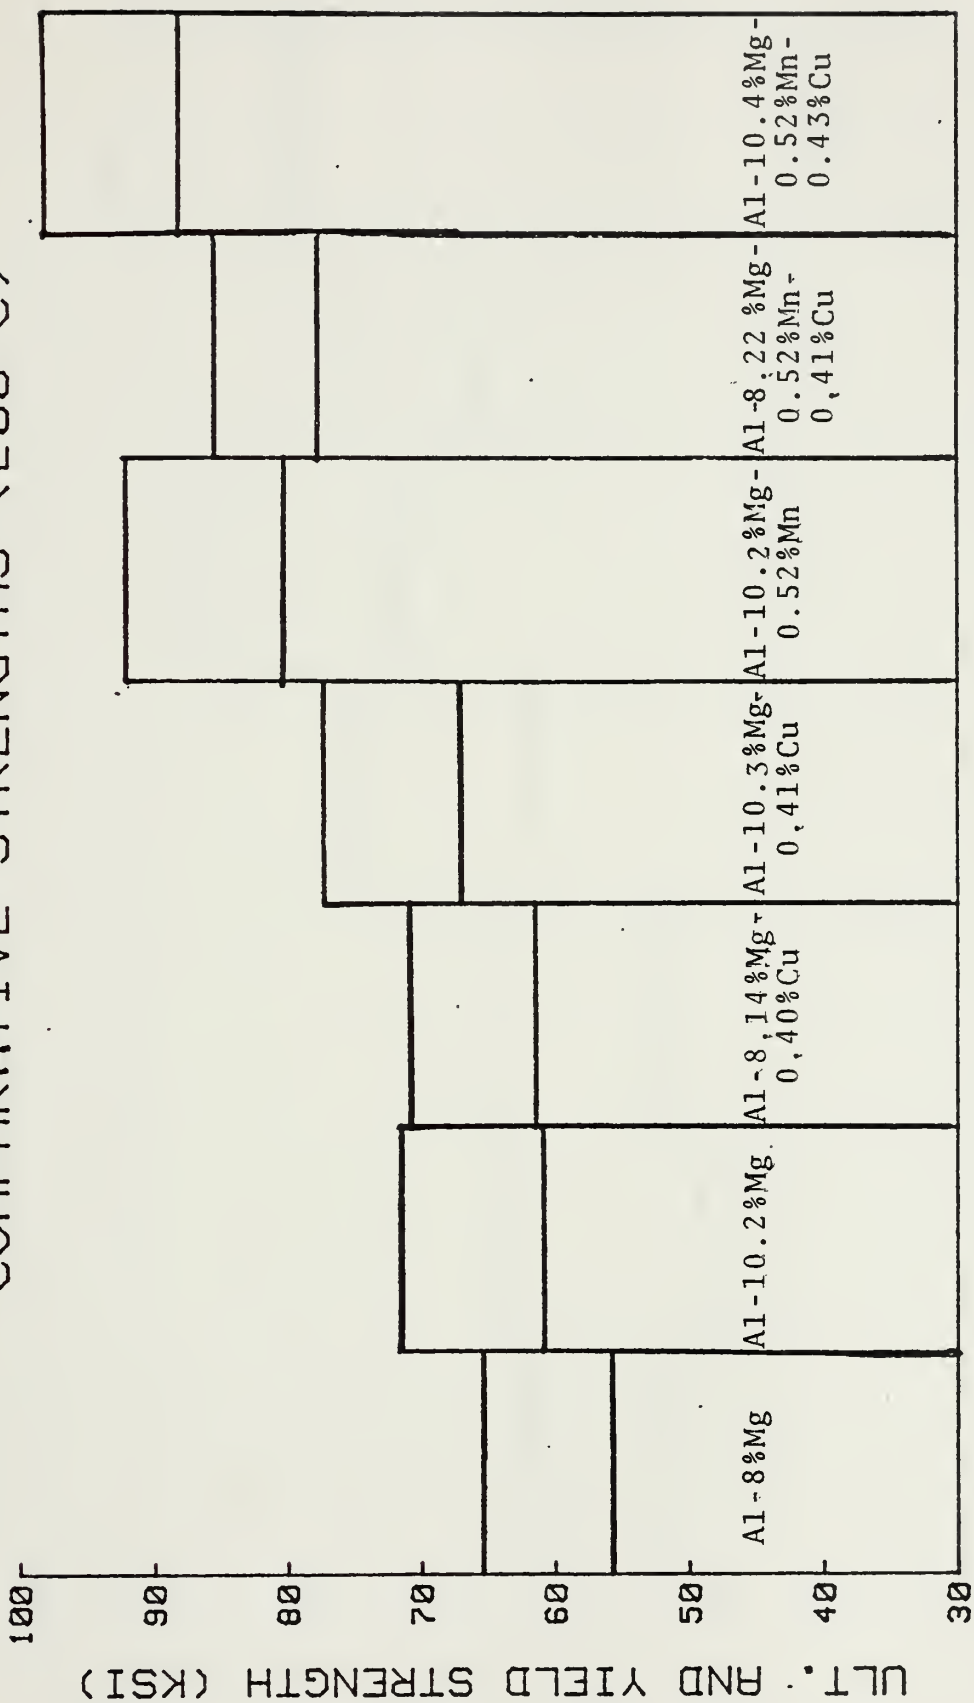 COMPARATIVE STRENGTHS
ULT. AND YIELD STRENGTH (KSI)
100
90
80
70
60
50
40
30
Al-8%Mg
Al-10.2%Mg
Al-8.14%Mg-
0.40%Cu
Al-10.3%Mg-
0.41%Cu
Al-10.2%Mg-
0.52%Mn
Al-8.22 %Mg-
0.52%Mn-
0.41%Cu
Al-10.4%Mg-
0.52%Mn-
0.43%Cu